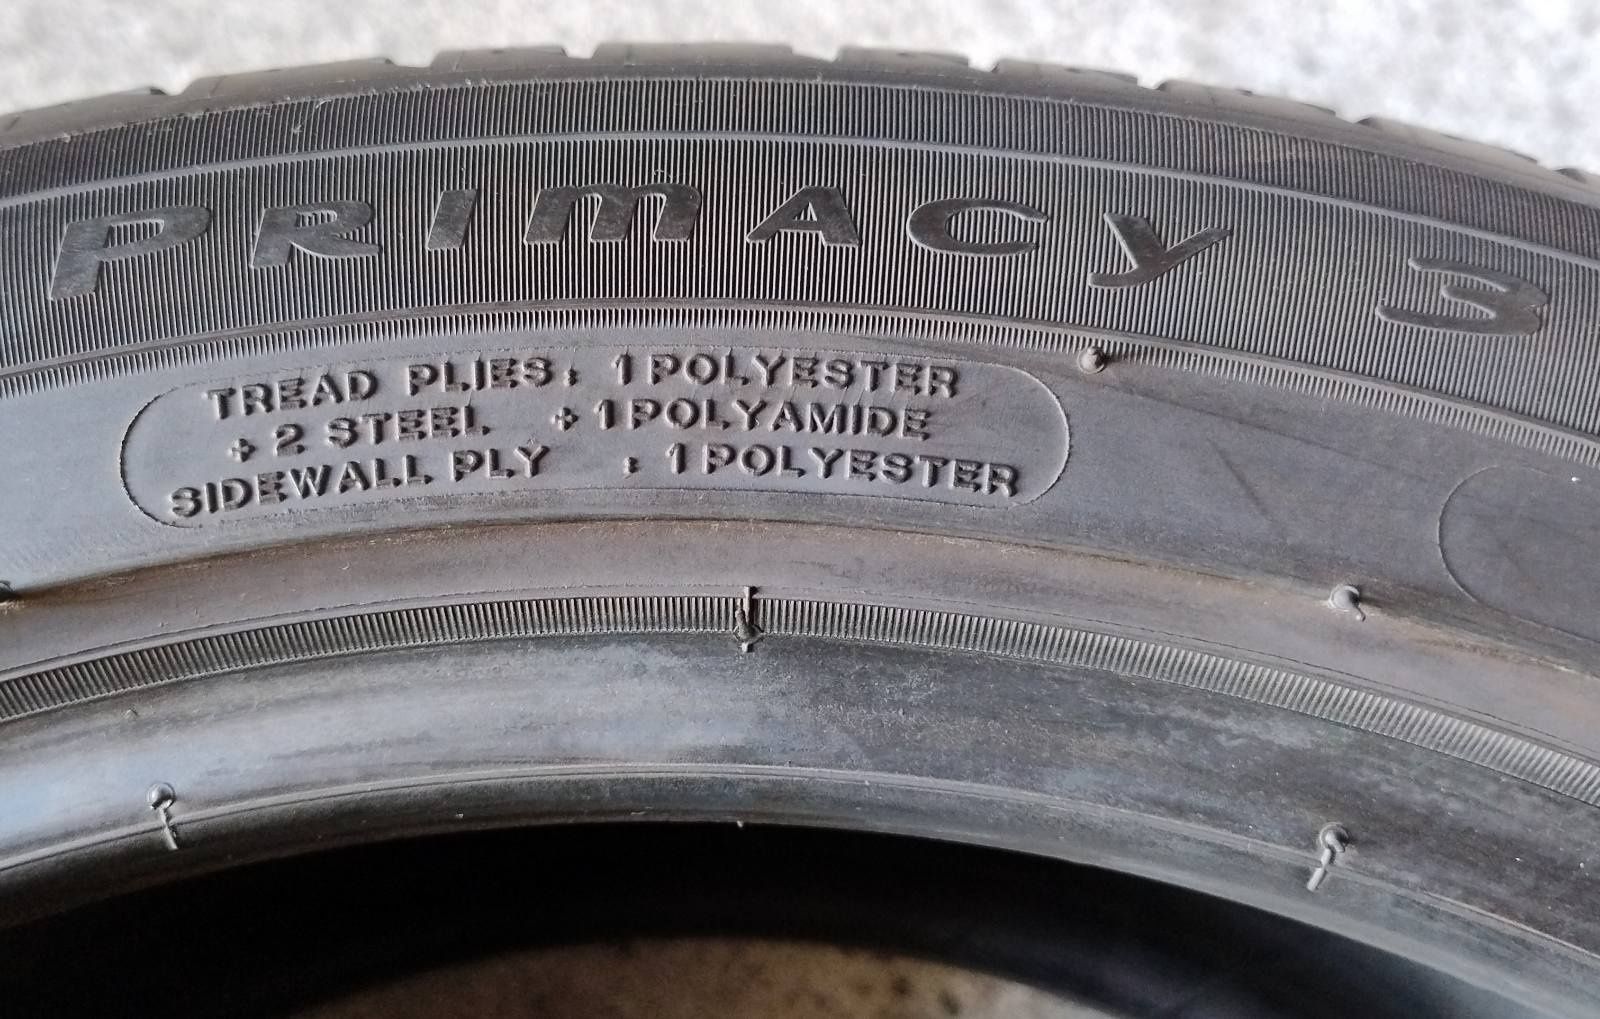 PRIMACY 3
TREAD PLIES: 1 POLYESTER
+ 2 STEEL + 1 POLYAMIDE
SIDEWALL PLY : 1 POLYESTER